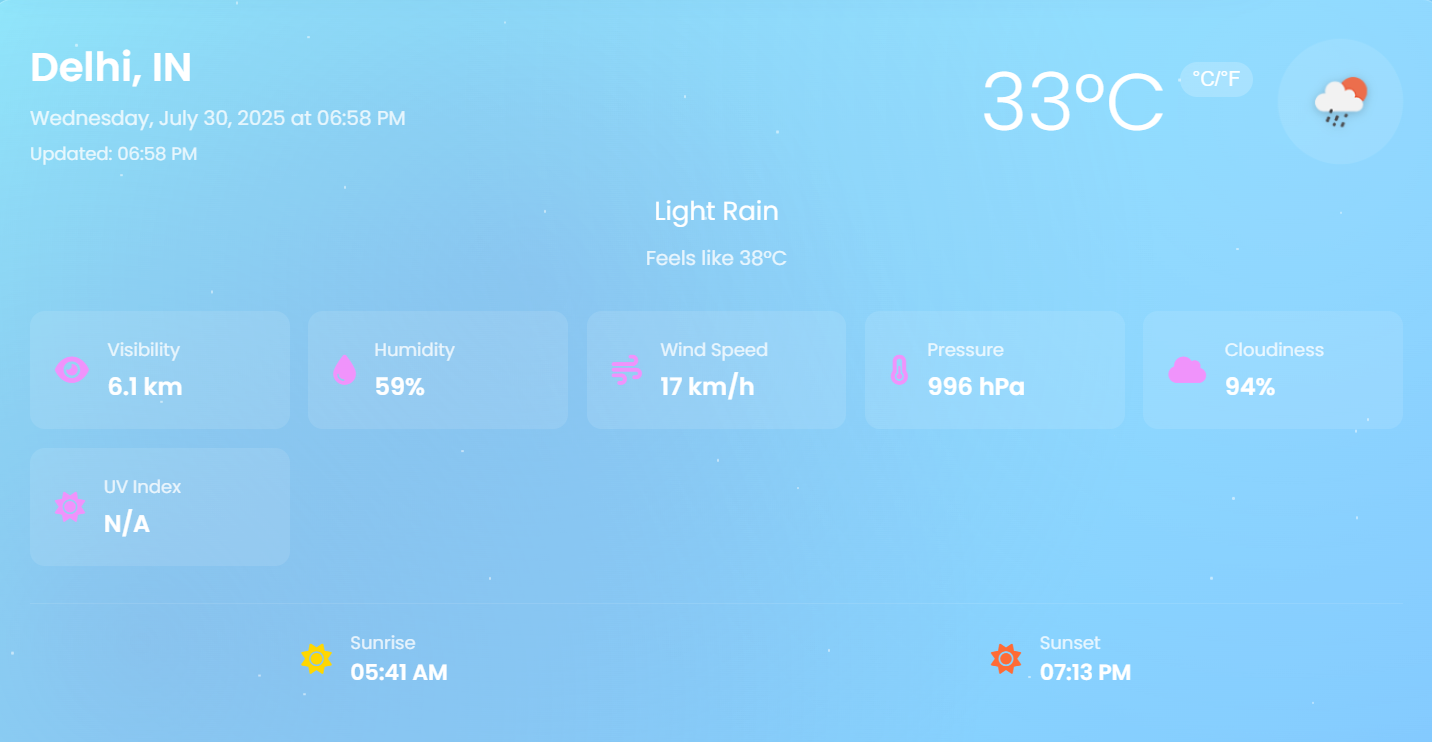 Delhi, IN
Wednesday, July 30, 2025 at 06:58 PM
Updated: 06:58 PM
33°C
°C/°F
Light Rain
Feels like 38°C
Visibility
6.1 km
Humidity
59%
Wind Speed
17 km/h
Pressure
996 hPa
Cloudiness
94%
UV Index
N/A
Sunrise
05:41 AM
Sunset
07:13 PM